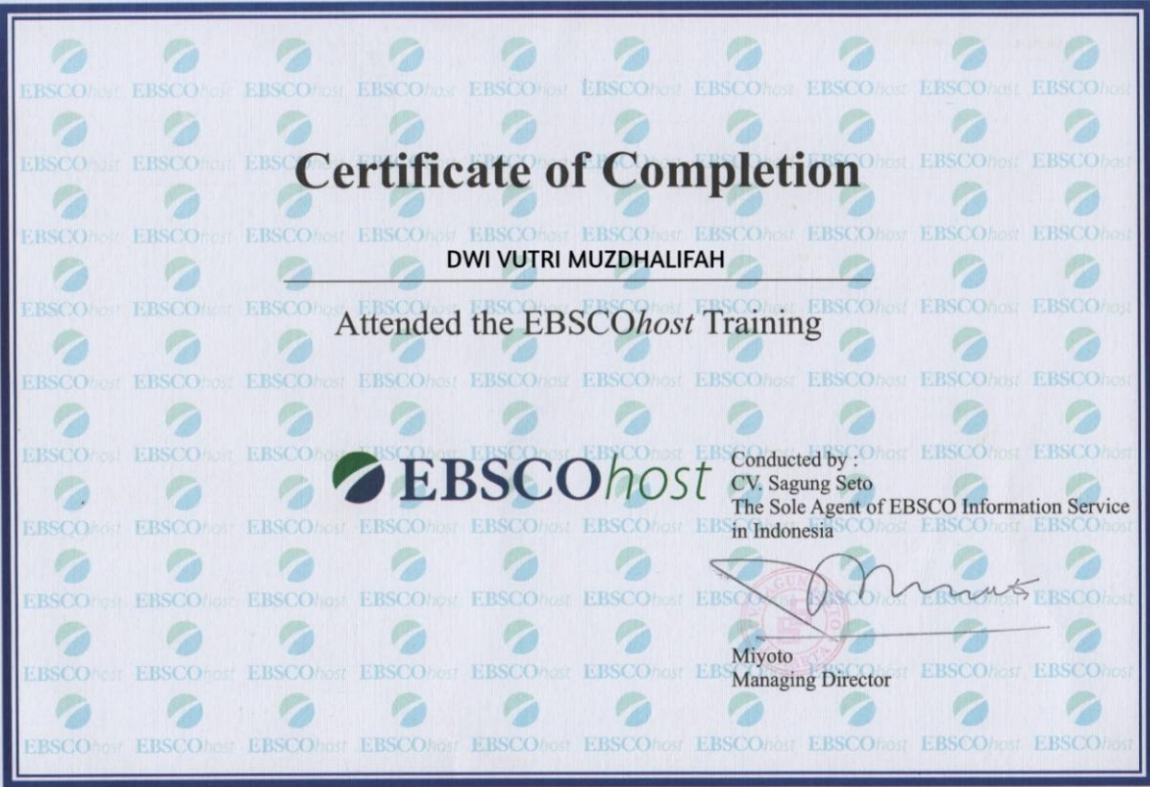 Certificate of Completion
DWI VUTRI MUZDHALIFAH
Attended the EBSCOhost Training
EBSCOhost
Conducted by :
CV. Sagung Seto
The Sole Agent of EBSCO Information Service
in Indonesia
Miyoto
Managing Director